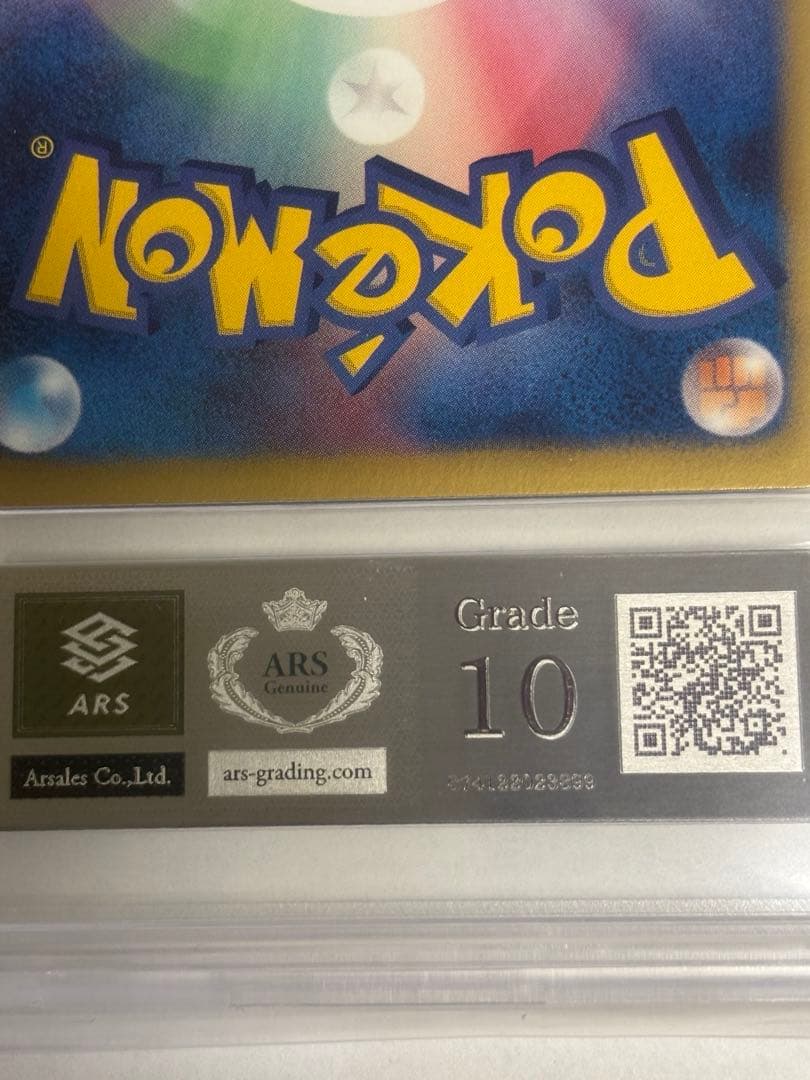 POKéMON
®
ARS
Arsales Co.,Ltd.
ARS
Genuine
ars-grading.com
Grade
10